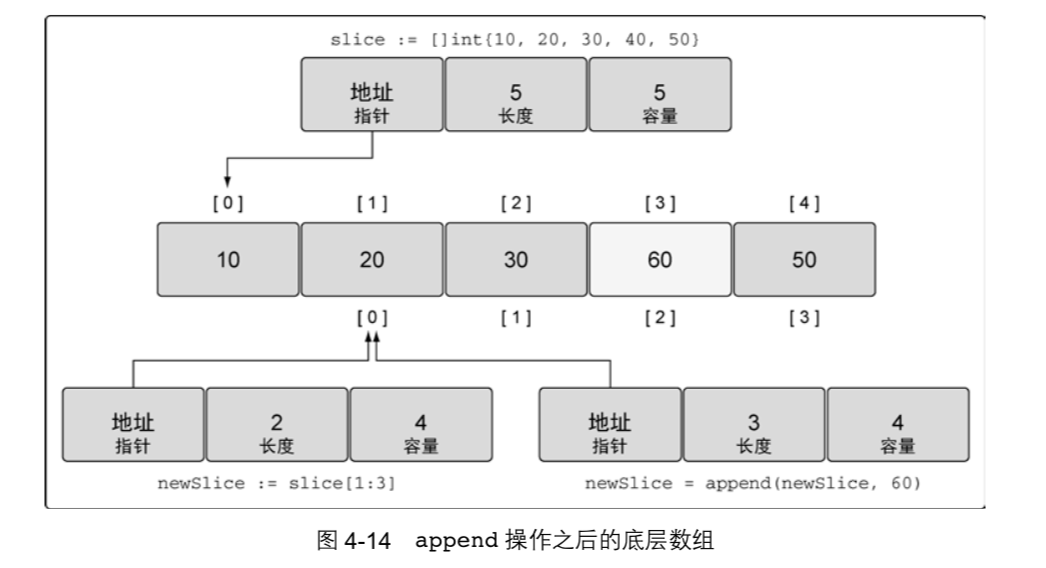 slice := []int{10, 20, 30, 40, 50}
地址 5 5
指针 长度 容量
[0] [1] [2] [3] [4]
10 20 30 60 50
[0] [1] [2] [3]
地址 2 4 地址 3 4
指针 长度 容量 指针 长度 容量
newSlice := slice[1:3] newSlice = append(newSlice, 60)
图 4-14 append 操作之后的底层数组